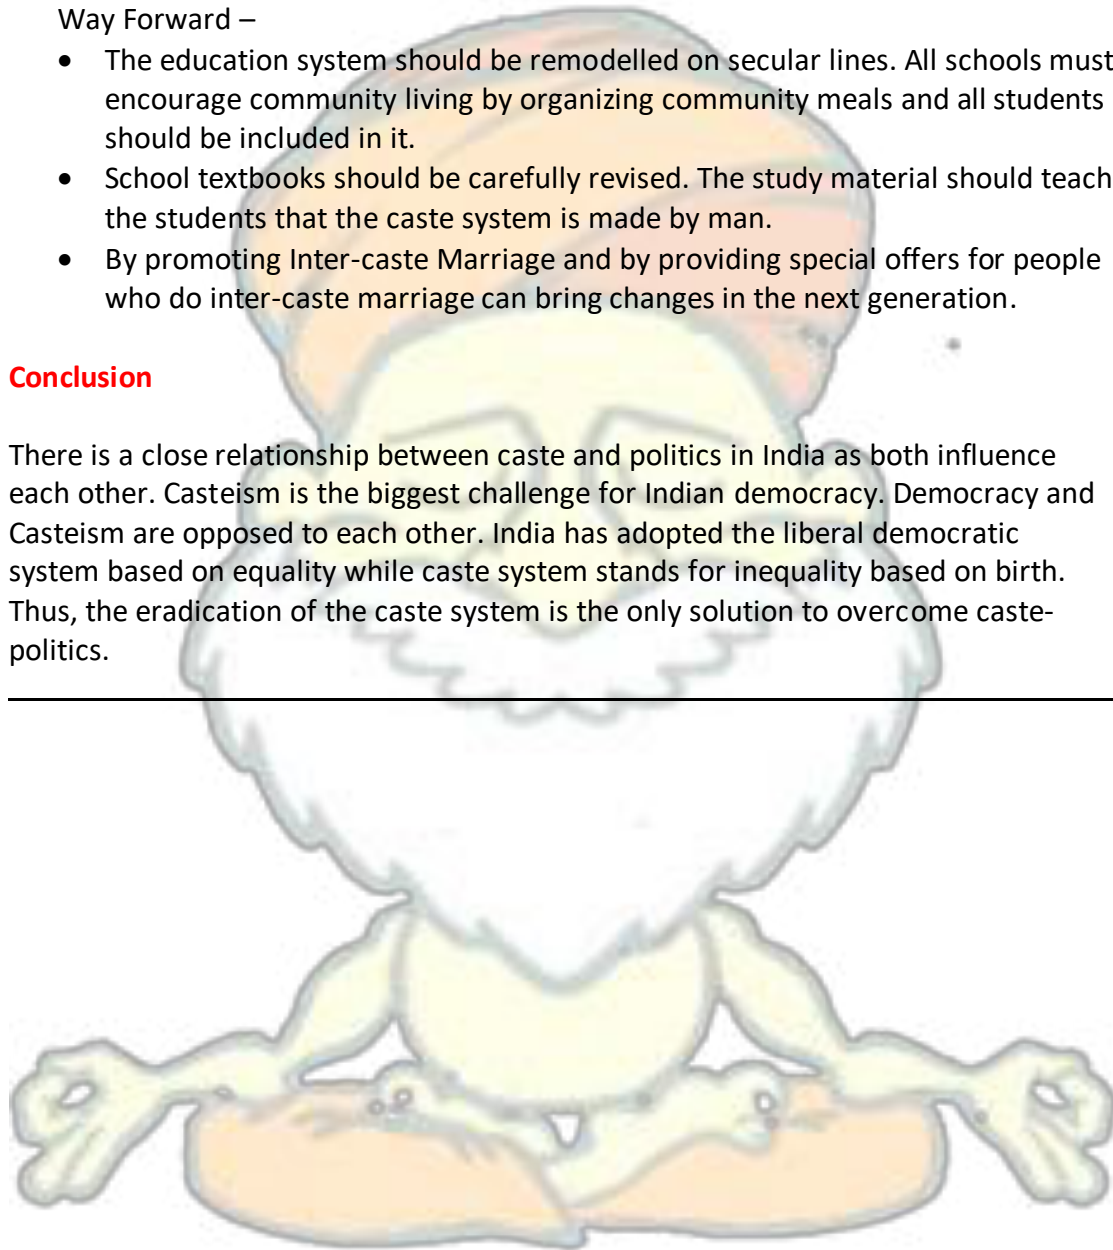 Way Forward –
• The education system should be remodelled on secular lines. All schools must
encourage community living by organizing community meals and all students
should be included in it.
• School textbooks should be carefully revised. The study material should teach
the students that the caste system is made by man.
• By promoting Inter-caste Marriage and by providing special offers for people
who do inter-caste marriage can bring changes in the next generation.
Conclusion
There is a close relationship between caste and politics in India as both influence
each other. Casteism is the biggest challenge for Indian democracy. Democracy and
Casteism are opposed to each other. India has adopted the liberal democratic
system based on equality while caste system stands for inequality based on birth.
Thus, the eradication of the caste system is the only solution to overcome caste-
politics.